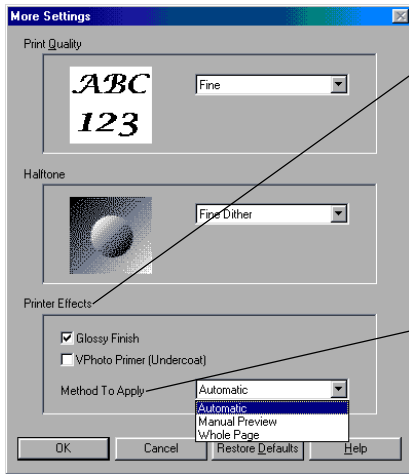 More Settings
Print Quality
ABC
123
Fine
Halftone
Fine Dither
Printer Effects
Glossy Finish
VPhoto Primer (Undercoat)
Method To Apply
Automatic
Automatic
Manual Preview
Whole Page
OK Cancel Restore Defaults Help